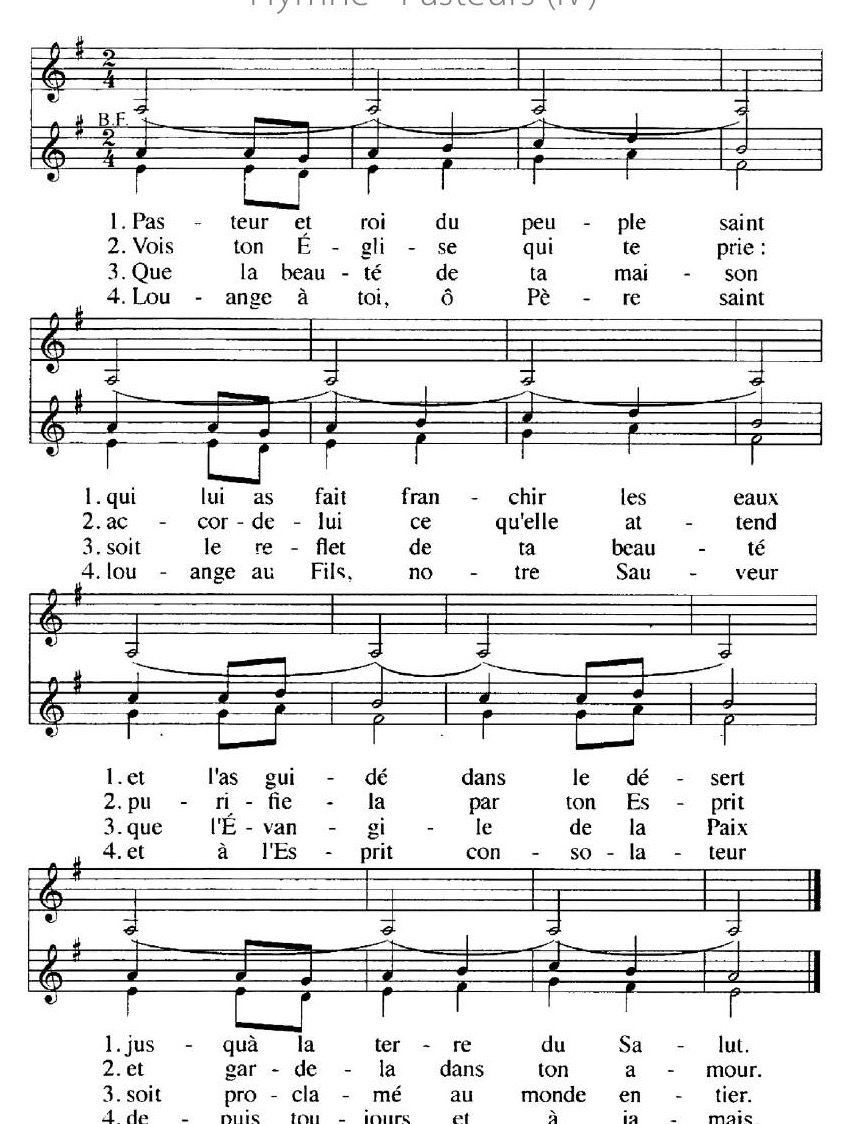 Hymne - Pasteurs (IV)
2 4
B.F.
2 4
1. Pas - teur et roi du peu - ple saint
2. Vois ton É - gli - se qui te prie :
3. Que la beau - té de ta mai - son
4. Lou - ange à toi, ô Pè - re saint
1. qui lui as fait fran - chir les eaux
2. ac - cor - de - lui ce qu'elle at - tend
3. soit le re - flet de ta beau - té
4. lou - ange au Fils, no - tre Sau - veur
1. et l'as gui - dé dans le dé - sert
2. pu - ri - fie - la par ton Es - prit
3. que l'É - van - gi - le de la Paix
4. et à l'Es - prit con - so - la - teur
1. jus - quà la ter - re du Sa - lut.
2. et gar - de - la dans ton a - mour.
3. soit pro - cla - mé au monde en - tier.
4. de - puis tou - jours et à ja - mais.